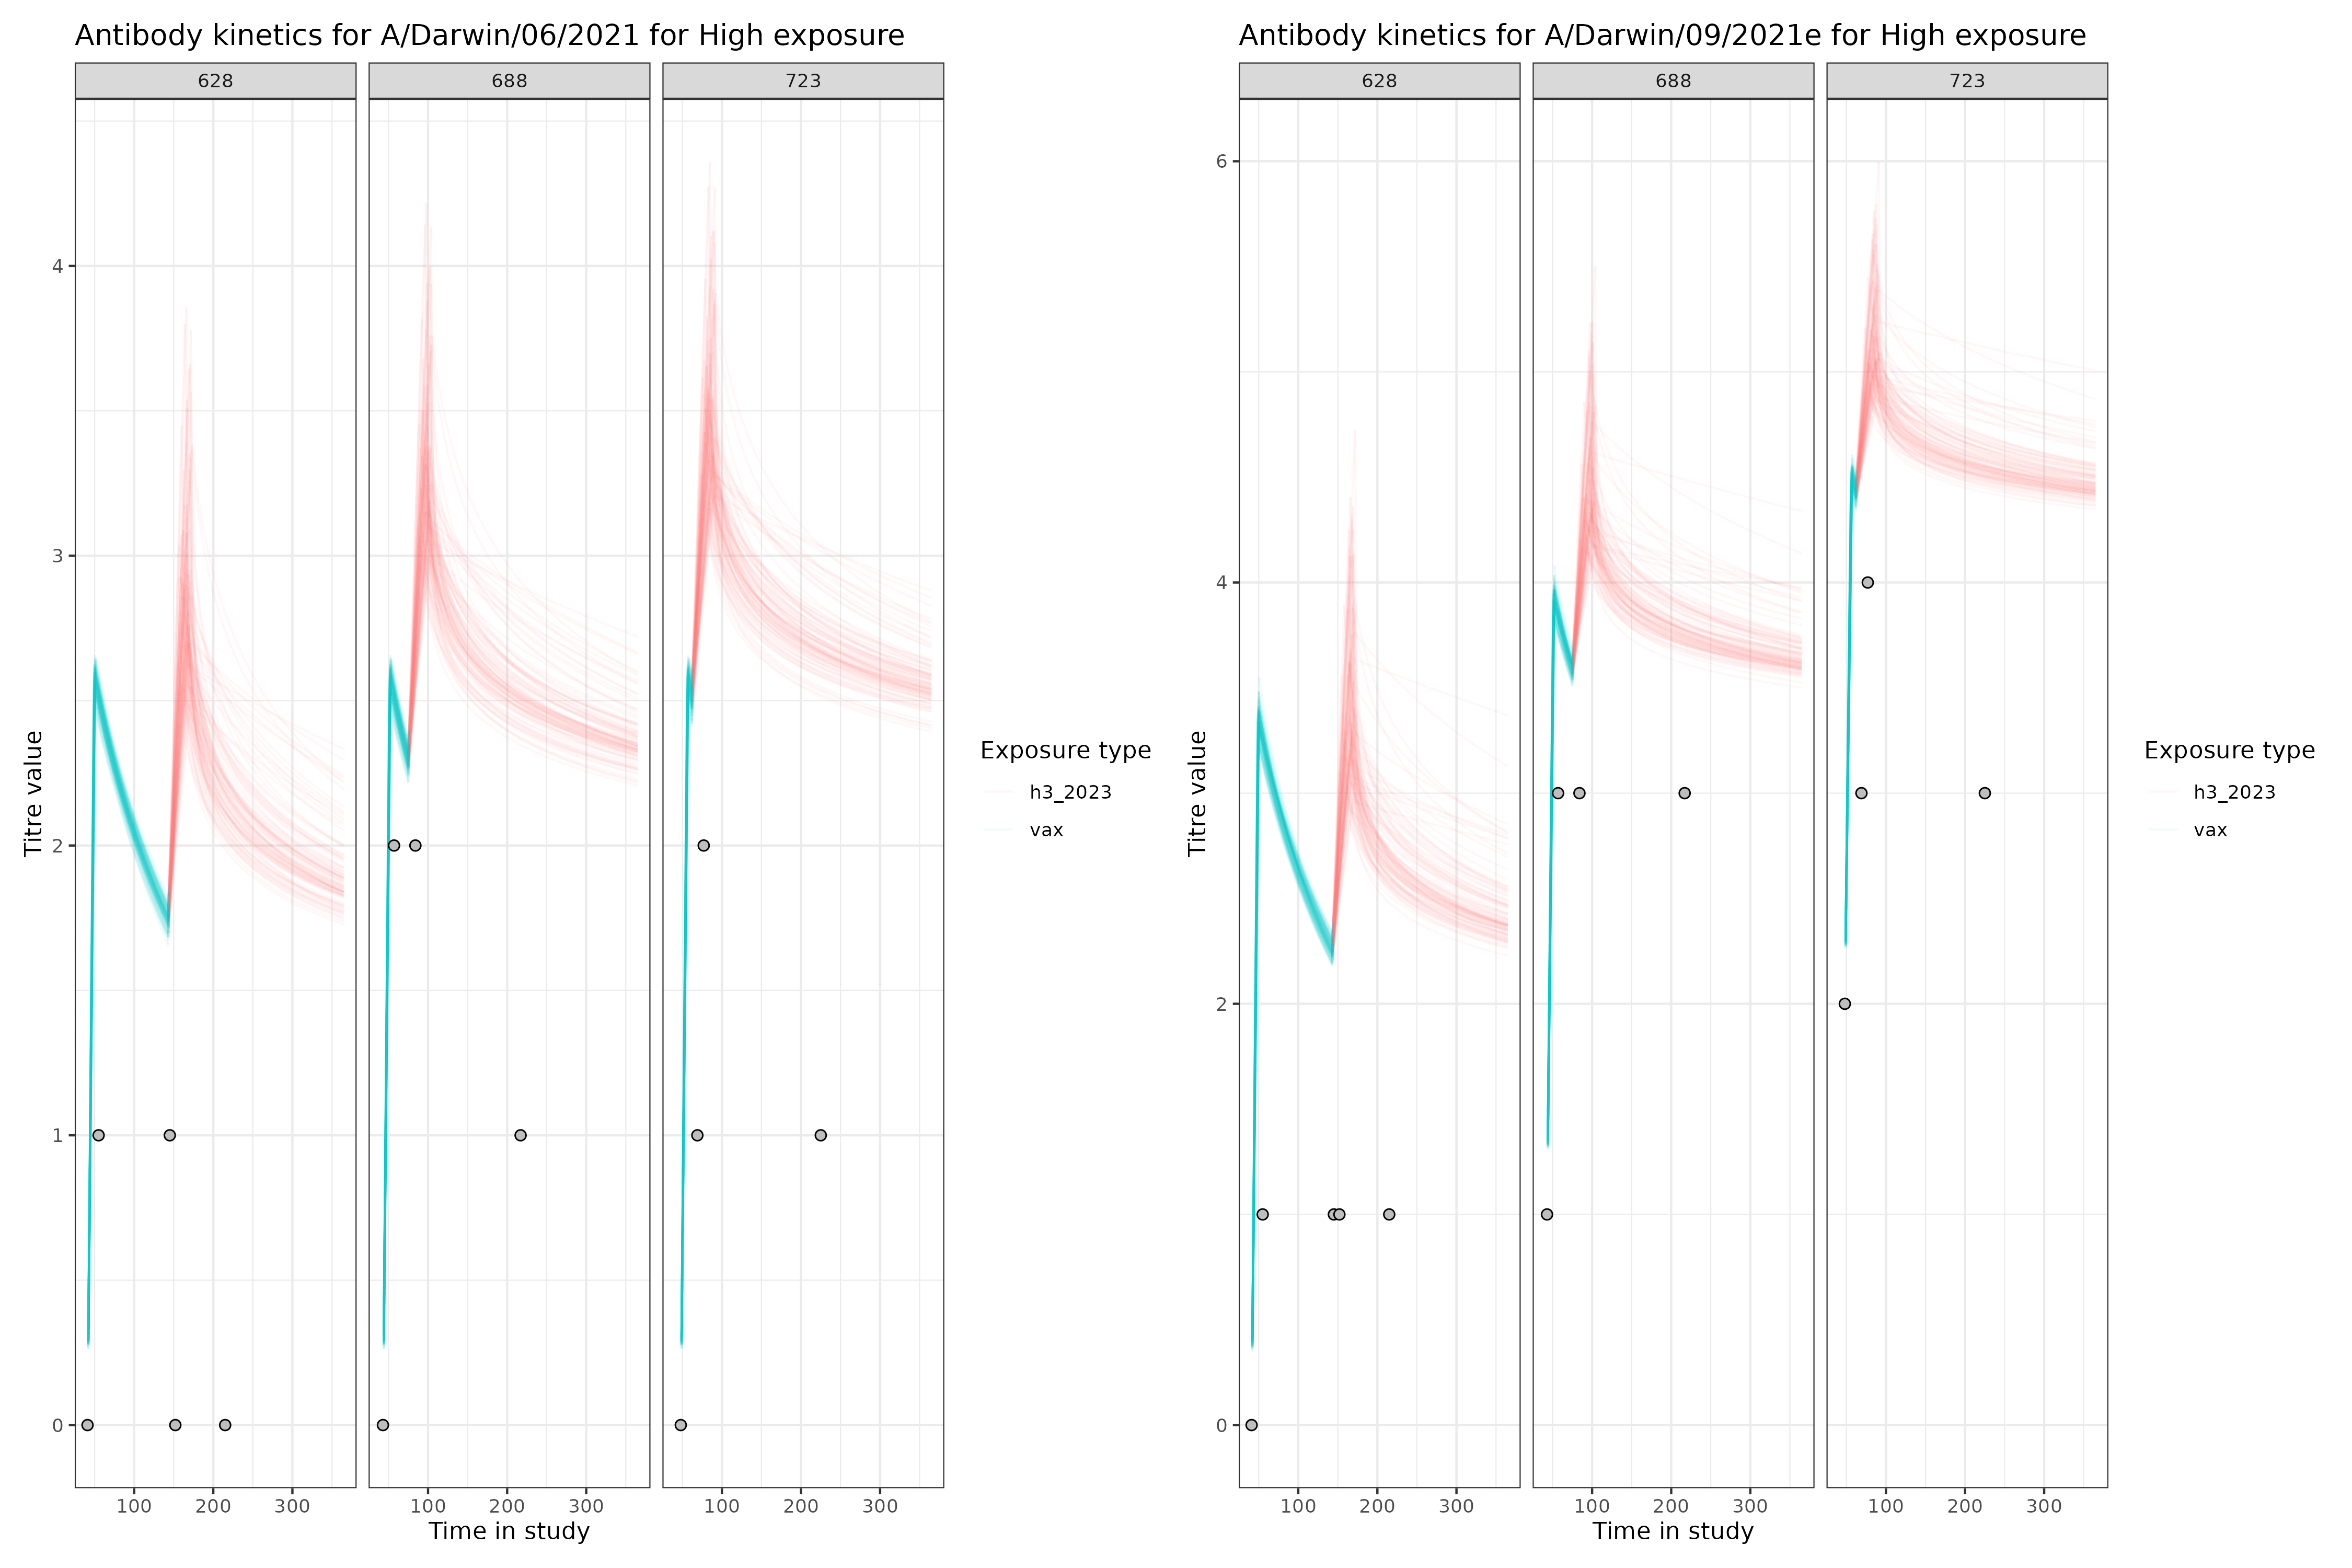 Antibody kinetics for A/Darwin/06/2021 for High exposure
628 688 723
4
3
2
1
0
Titre value
100 200 300 100 200 300 100 200 300
Time in study
Exposure type
h3_2023
vax
Antibody kinetics for A/Darwin/09/2021e for High exposure
628 688 723
6
4
2
0
Titre value
100 200 300 100 200 300 100 200 300
Time in study
Exposure type
h3_2023
vax